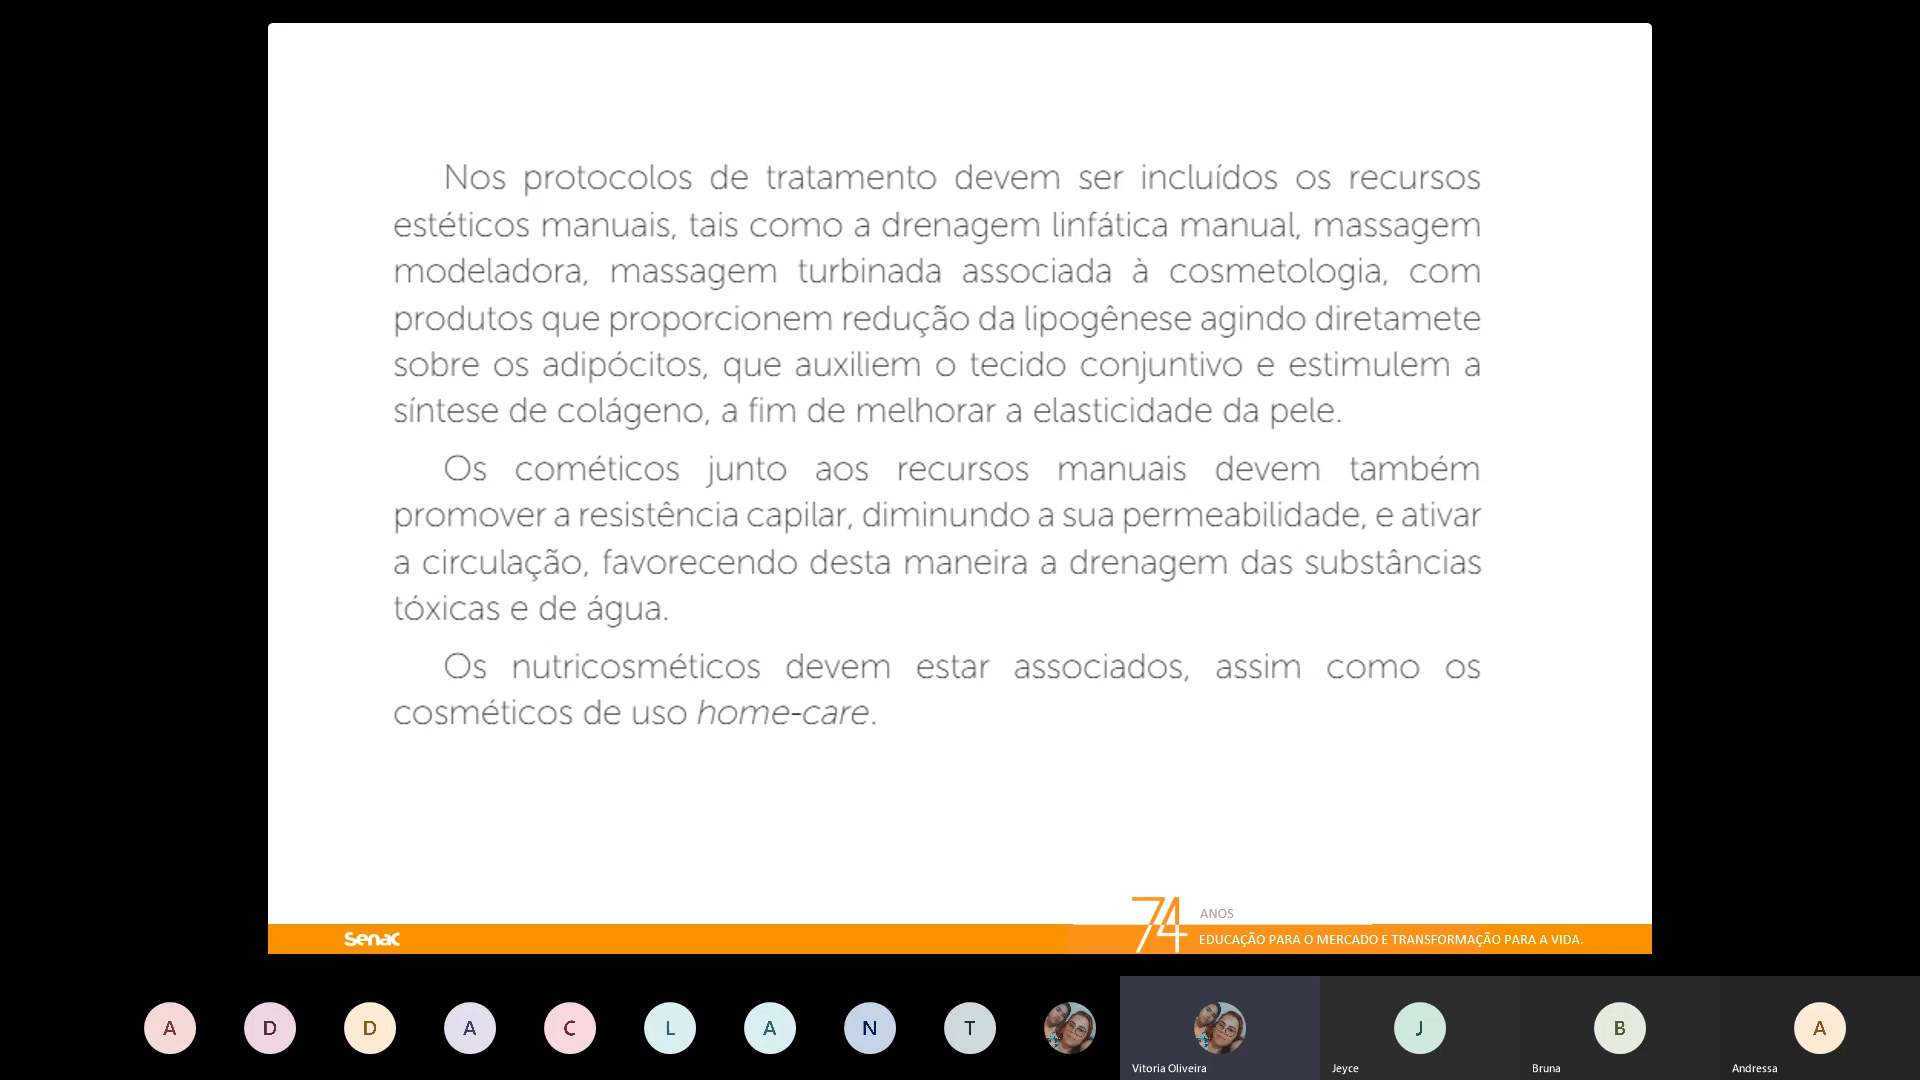 Nos protocolos de tratamento devem ser incluídos os recursos
estéticos manuais, tais como a drenagem linfática manual, massagem
modeladora, massagem turbinada associada à cosmetologia, com
produtos que proporcionem redução da lipogênese agindo diretamete
sobre os adipócitos, que auxiliem o tecido conjuntivo e estimulem a
síntese de colágeno, a fim de melhorar a elasticidade da pele.
Os cométicos junto aos recursos manuais devem também
promover a resistência capilar, diminundo a sua permeabilidade, e ativar
a circulação, favorecendo desta maneira a drenagem das substâncias
tóxicas e de água.
Os nutricosméticos devem estar associados, assim como os
cosméticos de uso home-care.
74 ANOS
Senac
EDUCAÇÃO PARA O MERCADO E TRANSFORMAÇÃO PARA A VIDA.
A D D A C L A N T J B A
Vitoria Oliveira Jeyce Bruna Andressa